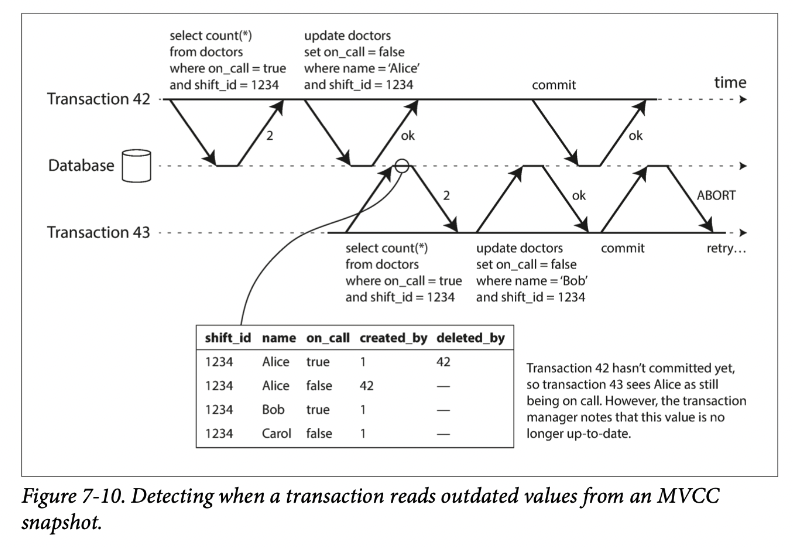 select count(*)
from doctors
where on_call = true
and shift_id = 1234
update doctors
set on_call = false
where name = ‘Alice’
and shift_id = 1234
commit
time
Transaction 42
2
ok
ok
Database
2
ok
ABORT
Transaction 43
select count(*)
from doctors
where on_call = true
and shift_id = 1234
update doctors
set on_call = false
where name = ‘Bob’
and shift_id = 1234
commit
retry…
shift_id name on_call created_by deleted_by
1234 Alice true 1 42
1234 Alice false 42 —
1234 Bob true 1 —
1234 Carol false 1 —
Transaction 42 hasn’t committed yet,
so transaction 43 sees Alice as still
being on call. However, the transaction
manager notes that this value is no
longer up-to-date.
Figure 7-10. Detecting when a transaction reads outdated values from an MVCC
snapshot.